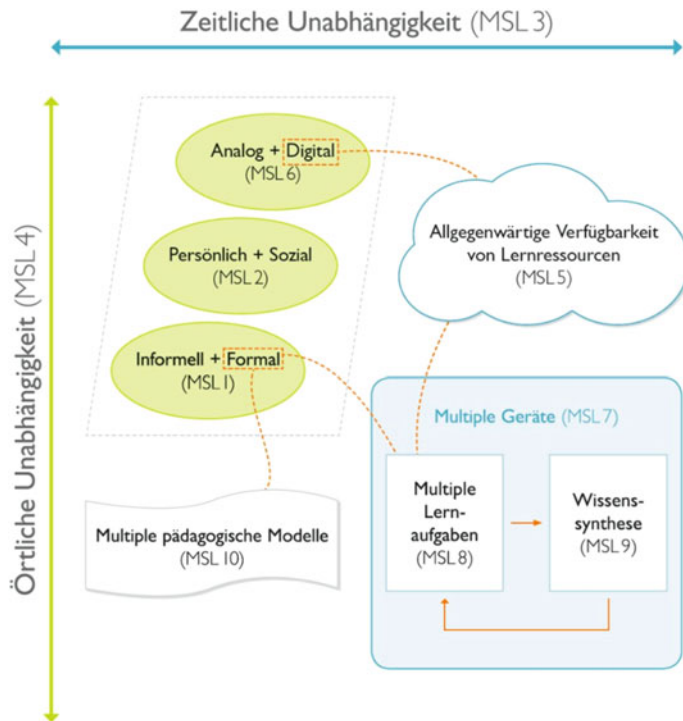 Zeitliche Unabhängigkeit (MSL 3)
Örtliche Unabhängigkeit (MSL 4)
Analog + Digital
(MSL 6)
Persönlich + Sozial
(MSL 2)
Informell + Formal
(MSL 1)
Allgegenwärtige Verfügbarkeit
von Lernressourcen
(MSL 5)
Multiple pädagogische Modelle
(MSL 10)
Multiple Geräte (MSL 7)
Multiple
Lern-
aufgaben
(MSL 8)
Wissens-
synthese
(MSL 9)